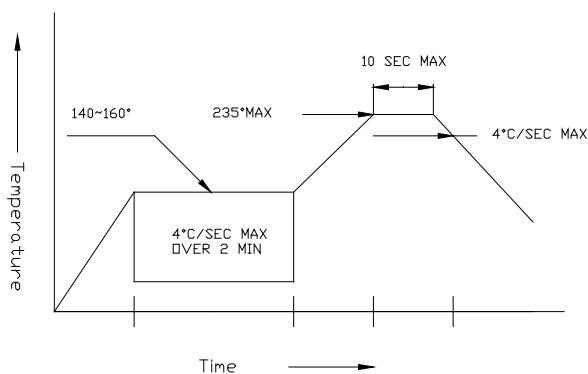 10 SEC MAX
140~160°
235°MAX
4°C/SEC MAX
Temperature
4°C/SEC MAX
OVER 2 MIN
Time